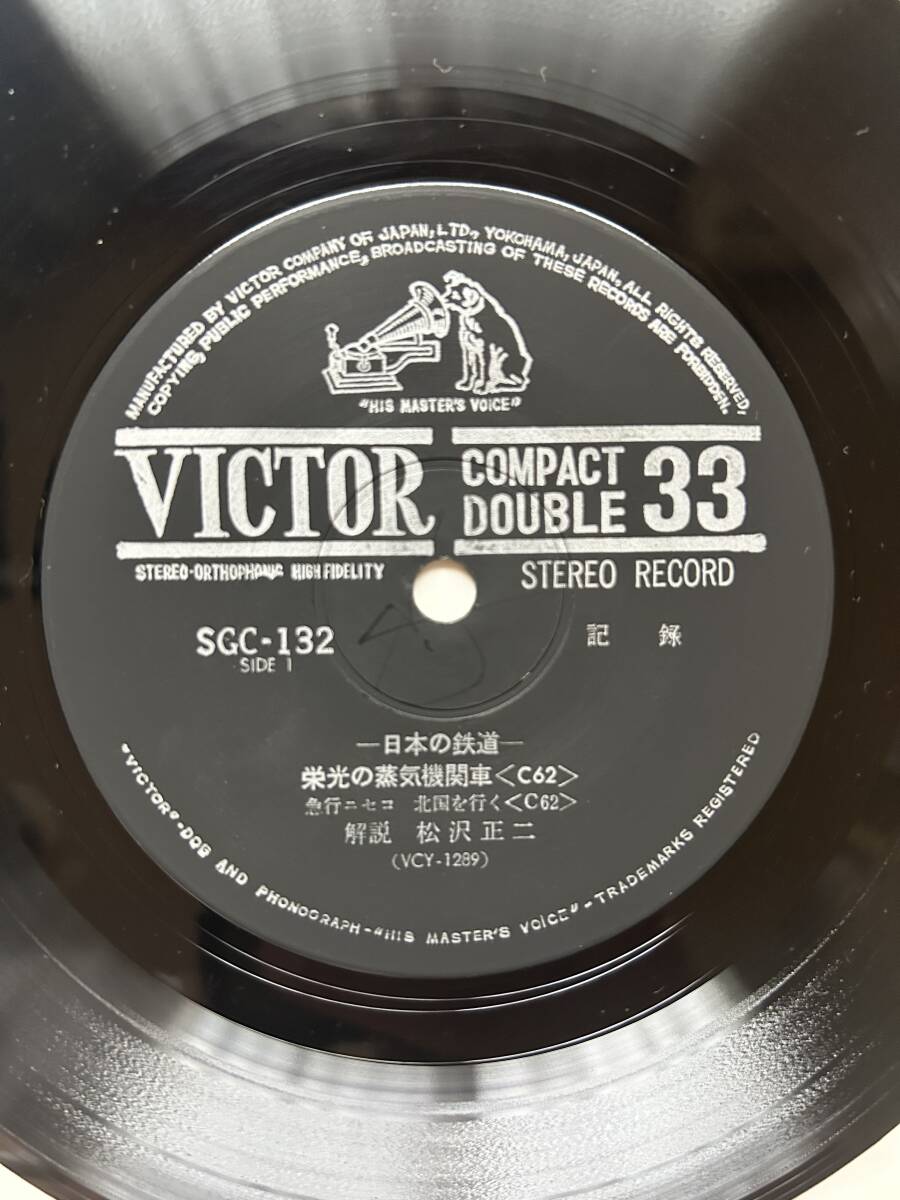 MANUFACTURED BY VICTOR COMPANY OF JAPAN, LTD., YOKOHAMA, JAPAN, ALL RIGHTS RESERVED,
COPYING, PUBLIC PERFORMANCE, BROADCASTING OF THESE RECORDS ARE FORBIDDEN.
"HIS MASTER'S VOICE"
VICTOR COMPACT DOUBLE 33
STEREO-ORTHOPHONIC HIGH FIDELITY
STEREO RECORD
SGC-132
SIDE 1
記録
—日本の鉄道—
栄光の蒸気機関車<C62>
急行ニセコ 北国を行く<C62>
解説 松沢正二
(VCY-1289)
"VICTOR"-DOG AND PHONOGRAPH-"HIS MASTER'S VOICE"-TRADEMARKS REGISTERED